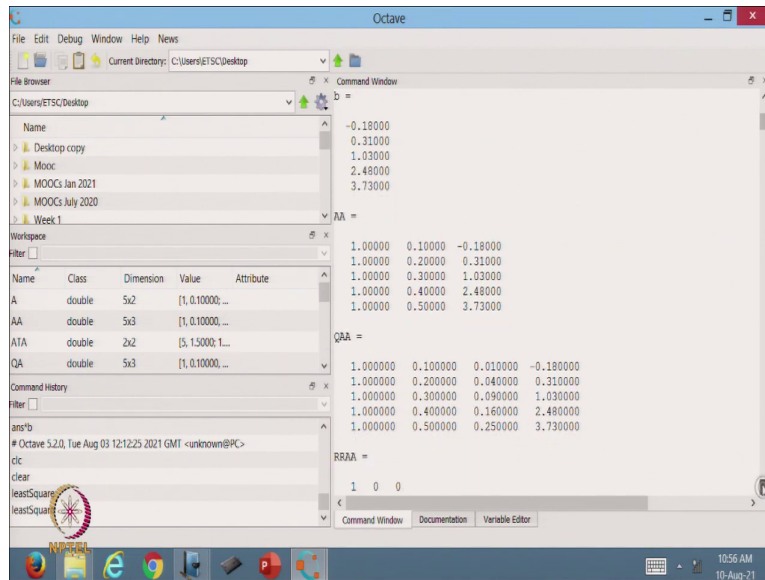 Octave
File Edit Debug Window Help News
Current Directory: C:\Users\ETSC\Desktop
File Browser
C:/Users/ETSC/Desktop
Name
Desktop copy
Mooc
MOOCs Jan 2021
MOOCs July 2020
Week 1
Workspace
Filter
Name Class Dimension Value Attribute
A double 5x2 [1, 0.10000; ...
AA double 5x3 [1, 0.10000, ...
ATA double 2x2 [5, 1.5000; 1....
QA double 5x3 [1, 0.10000, ...
Command History
Filter
ans*b
# Octave 5.2.0, Tue Aug 03 12:12:25 2021 GMT <unknown@PC>
clc
clear
leastSquare
leastSquar
NPTEL
Command Window
b =
-0.18000
0.31000
1.03000
2.48000
3.73000
AA =
1.00000 0.10000 -0.18000
1.00000 0.20000 0.31000
1.00000 0.30000 1.03000
1.00000 0.40000 2.48000
1.00000 0.50000 3.73000
QAA =
1.000000 0.100000 0.010000 -0.180000
1.000000 0.200000 0.040000 0.310000
1.000000 0.300000 0.090000 1.030000
1.000000 0.400000 0.160000 2.480000
1.000000 0.500000 0.250000 3.730000
RRAA =
1 0 0
Command Window Documentation Variable Editor
10:56 AM
10-Aug-21